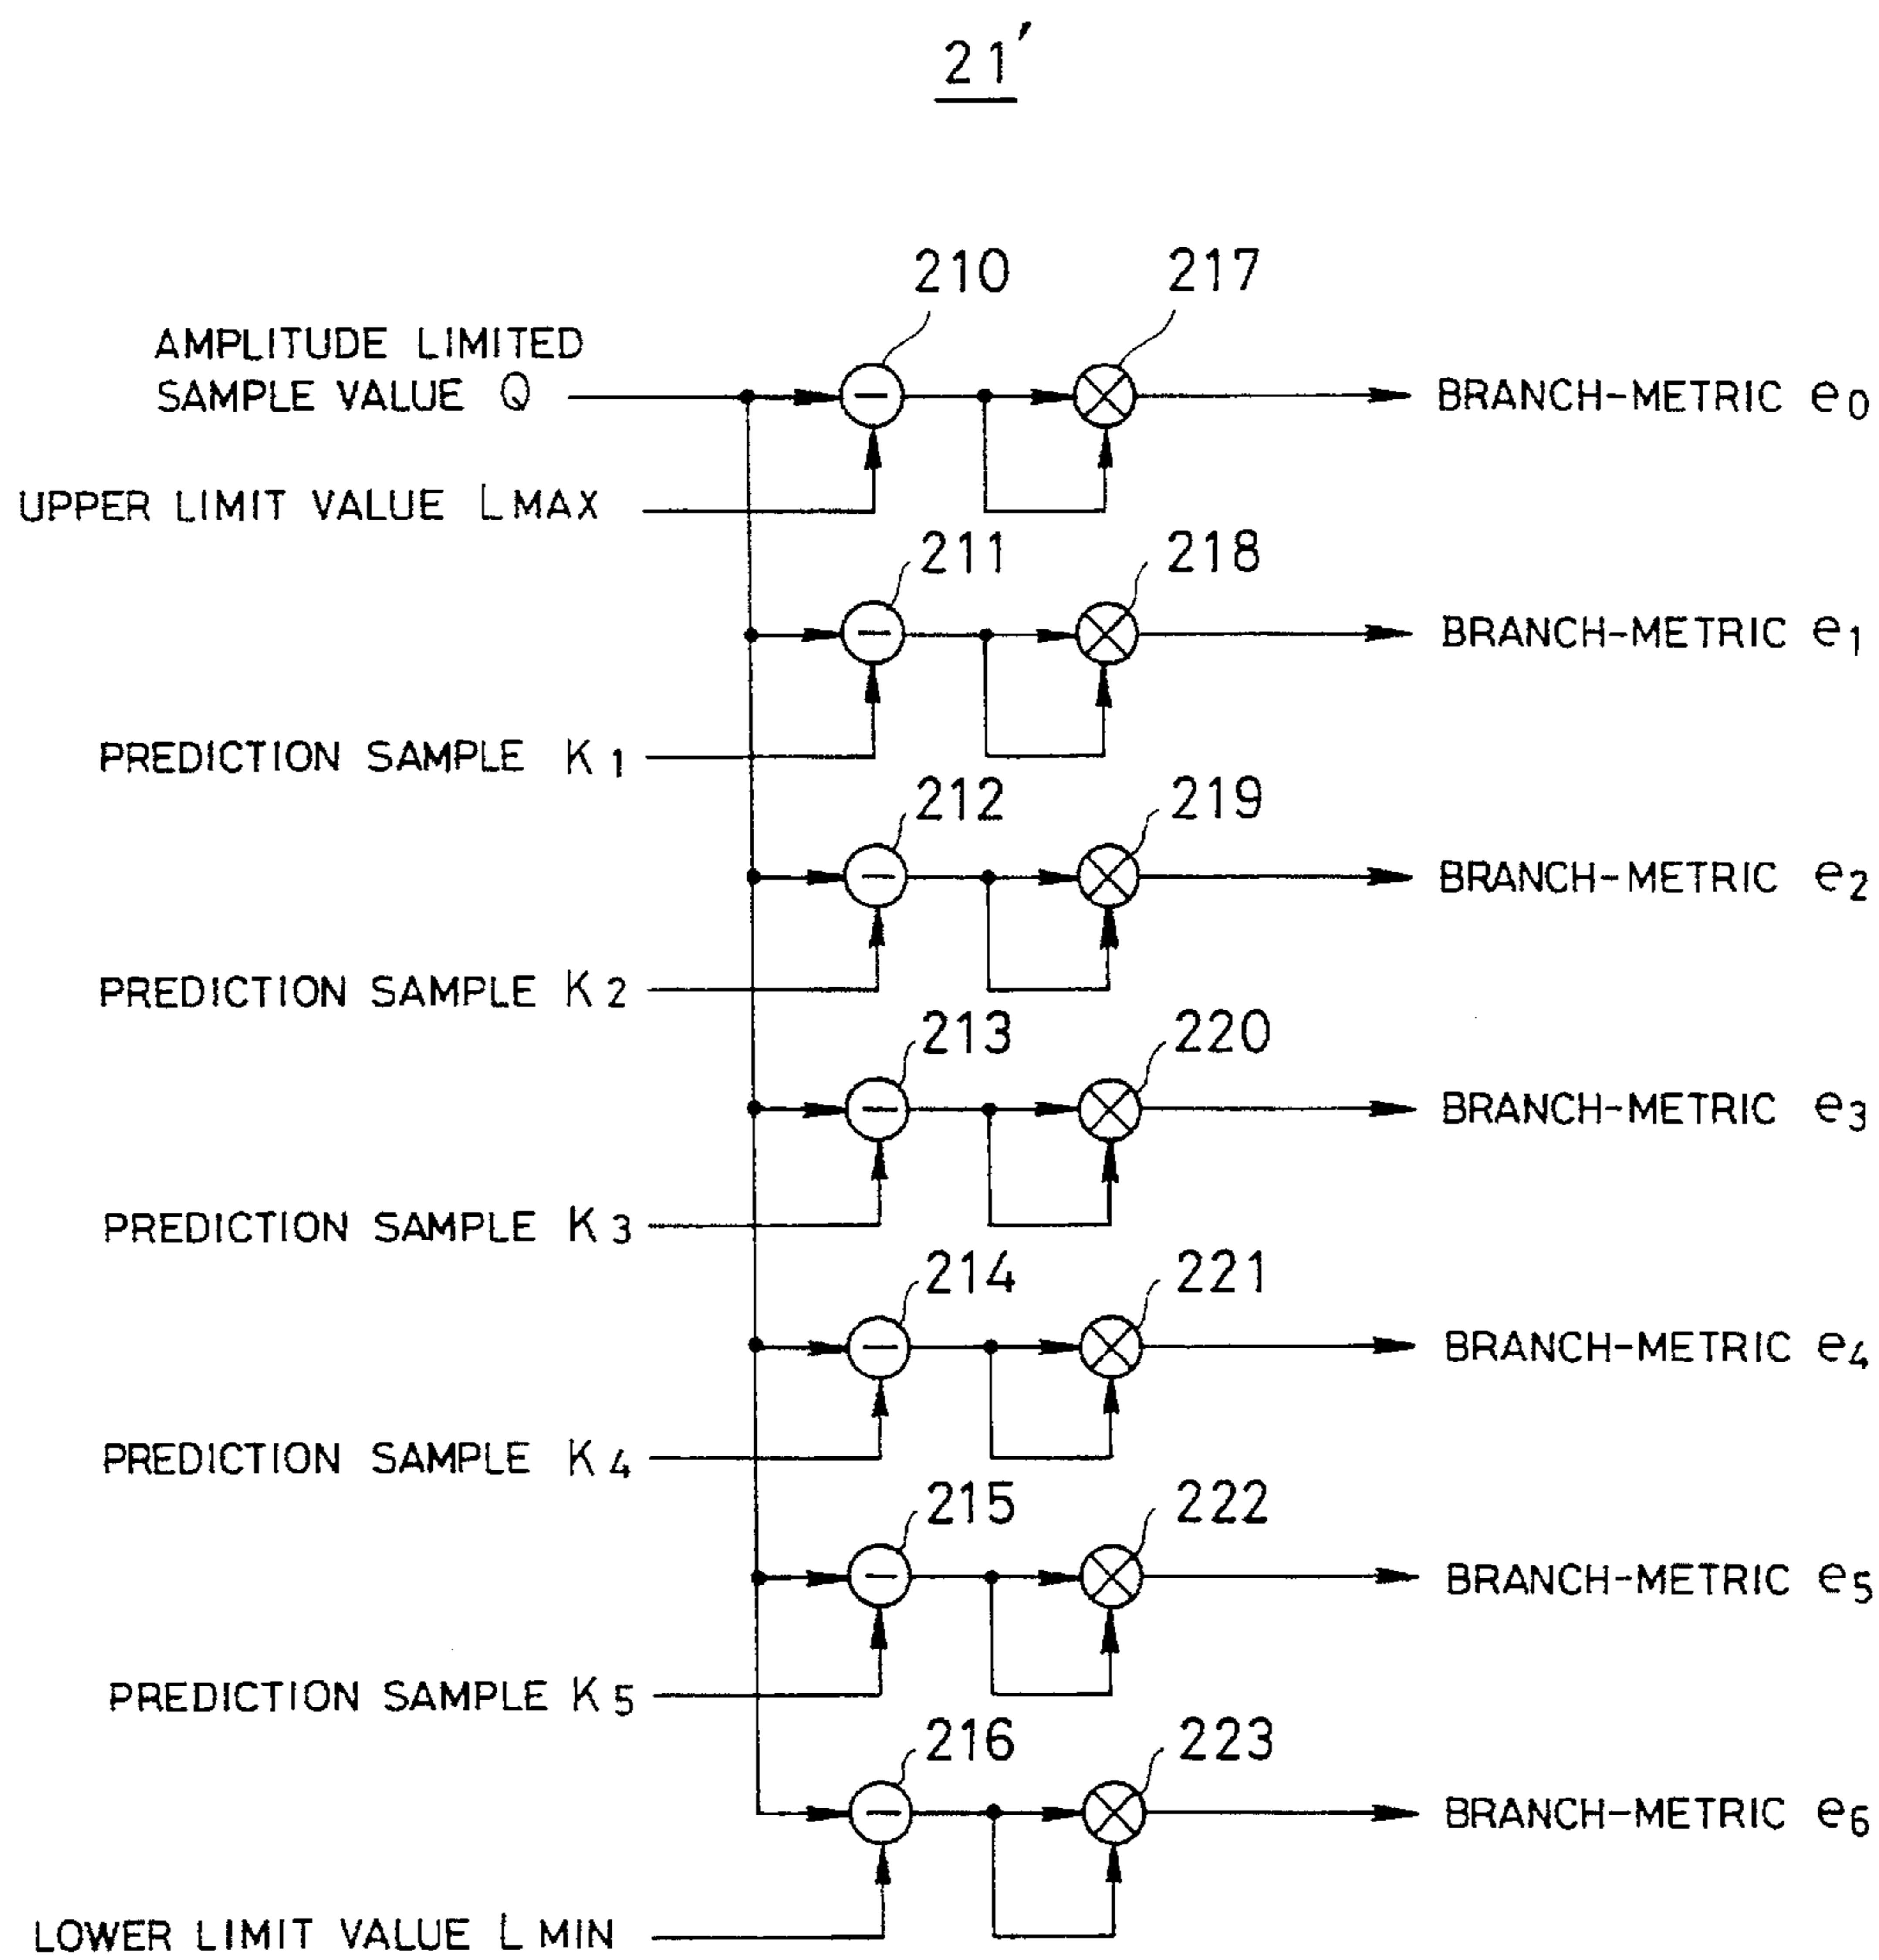 21′
210
217
AMPLITUDE LIMITED
SAMPLE VALUE Q
BRANCH-METRIC e0
UPPER LIMIT VALUE LMAX
211
218
BRANCH-METRIC e1
PREDICTION SAMPLE K1
212
219
BRANCH-METRIC e2
PREDICTION SAMPLE K2
213
220
BRANCH-METRIC e3
PREDICTION SAMPLE K3
214
221
BRANCH-METRIC e4
PREDICTION SAMPLE K4
215
222
BRANCH-METRIC e5
PREDICTION SAMPLE K5
216
223
BRANCH-METRIC e6
LOWER LIMIT VALUE LMIN